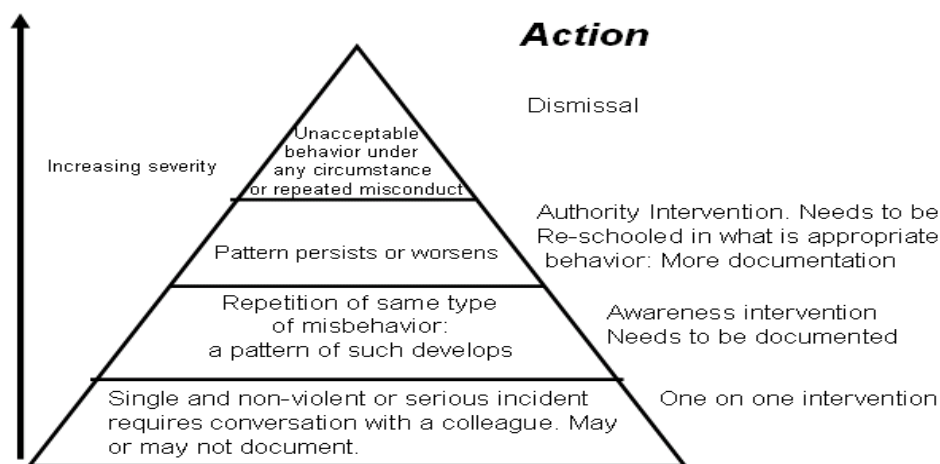 Action
Dismissal
Unacceptable
behavior under
any circumstance
or repeated misconduct
Increasing severity
Authority Intervention. Needs to be
Re-schooled in what is appropriate
behavior: More documentation
Pattern persists or worsens
Repetition of same type
of misbehavior:
a pattern of such develops
Awareness intervention
Needs to be documented
Single and non-violent or serious incident
requires conversation with a colleague. May
or may not document.
One on one intervention